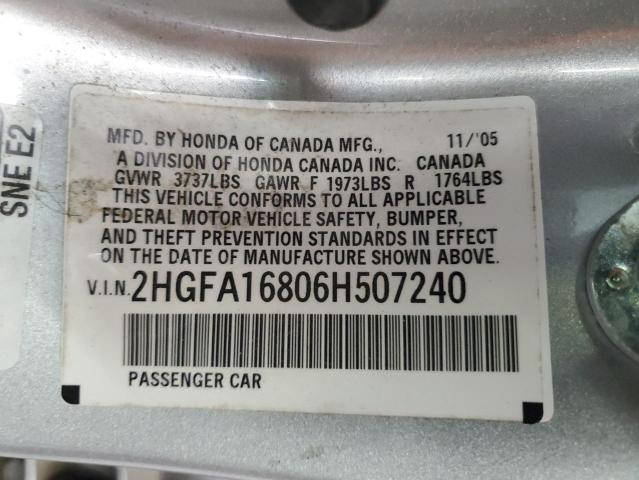 SNE E2
MFD. BY HONDA OF CANADA MFG., 11/'05
A DIVISION OF HONDA CANADA INC. CANADA
GVWR 3737LBS GAWR F 1973LBS R 1764LBS
THIS VEHICLE CONFORMS TO ALL APPLICABLE
FEDERAL MOTOR VEHICLE SAFETY, BUMPER,
AND THEFT PREVENTION STANDARDS IN EFFECT
ON THE DATE OF MANUFACTURE SHOWN ABOVE.
V.I.N. 2HGFA16806H507240
PASSENGER CAR